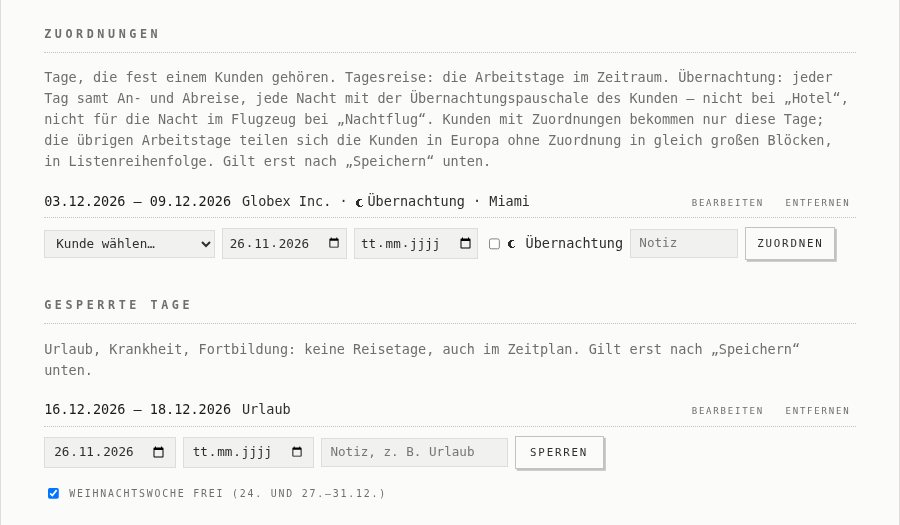 ZUORDNUNGEN
Tage, die fest einem Kunden gehören. Tagesreise: die Arbeitstage im Zeitraum. Übernachtung: jeder
Tag samt An- und Abreise, jede Nacht mit der Übernachtungspauschale des Kunden – nicht bei „Hotel“,
nicht für die Nacht im Flugzeug bei „Nachtflug“. Kunden mit Zuordnungen bekommen nur diese Tage;
die übrigen Arbeitstage teilen sich die Kunden in Europa ohne Zuordnung in gleich großen Blöcken,
in Listenreihenfolge. Gilt erst nach „Speichern“ unten.
03.12.2026 – 09.12.2026 Globex Inc. · ☾ Übernachtung · Miami BEARBEITEN ENTFERNEN
Kunde wählen… 26.11.2026 tt.mm.jjjj ☾ Übernachtung Notiz ZUORDNEN
GESPERRTE TAGE
Urlaub, Krankheit, Fortbildung: keine Reisetage, auch im Zeitplan. Gilt erst nach „Speichern“
unten.
16.12.2026 – 18.12.2026 Urlaub BEARBEITEN ENTFERNEN
26.11.2026 tt.mm.jjjj Notiz, z. B. Urlaub SPERREN
WEIHNACHTSWOCHE FREI (24. UND 27.–31.12.)